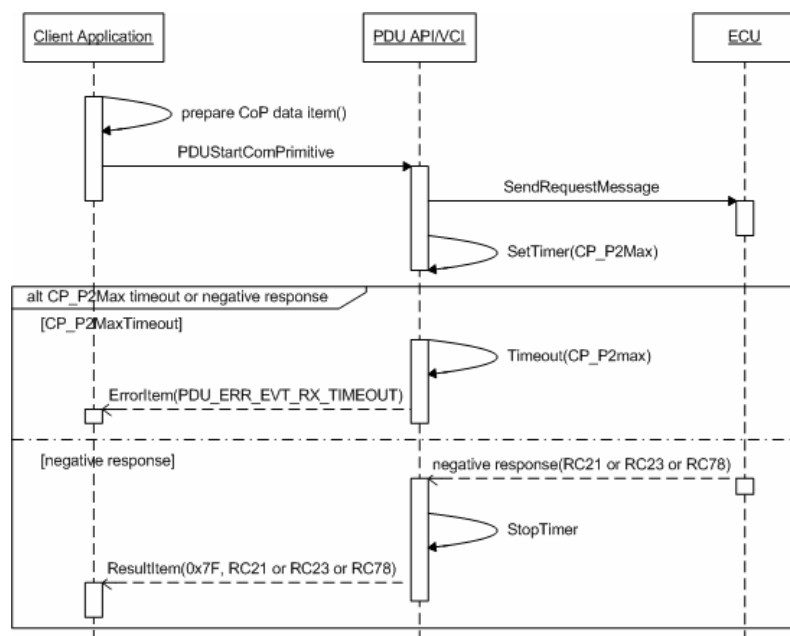 Client Application
PDU API/VCI
ECU
prepare CoP data item()
PDUStartComPrimitive
SendRequestMessage
SetTimer(CP_P2Max)
alt CP_P2Max timeout or negative response
[CP_P2MaxTimeout]
Timeout(CP_P2max)
ErrorItem(PDU_ERR_EVT_RX_TIMEOUT)
[negative response]
negative response(RC21 or RC23 or RC78)
StopTimer
ResultItem(0x7F, RC21 or RC23 or RC78)